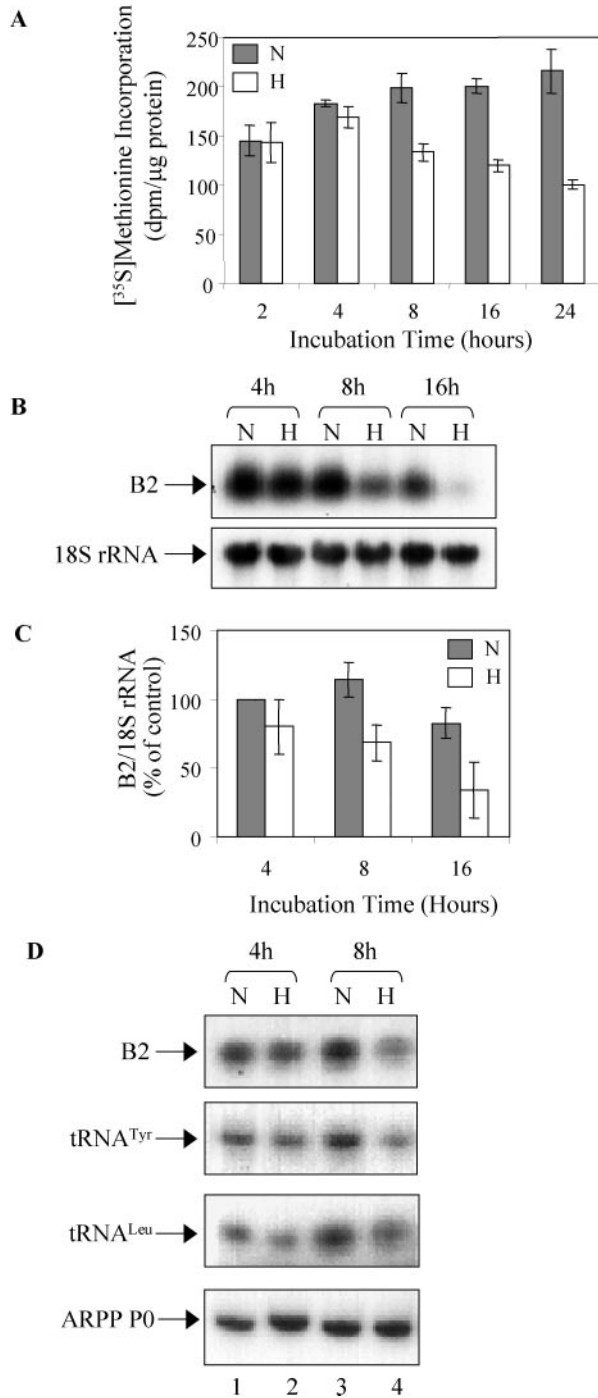 A
[³⁵S]Methionine Incorporation
(dpm/µg protein)
250
200
150
100
50
0
N
H
2 4 8 16 24
Incubation Time (hours)
B
4h 8h 16h
N H N H N H
B2
18S rRNA
C
B2/18S rRNA
(% of control)
150
100
50
0
N
H
4 8 16
Incubation Time (Hours)
D
4h 8h
N H N H
B2
tRNAᵀʸʳ
tRNAᴸᵉᵘ
ARPP P0
1 2 3 4